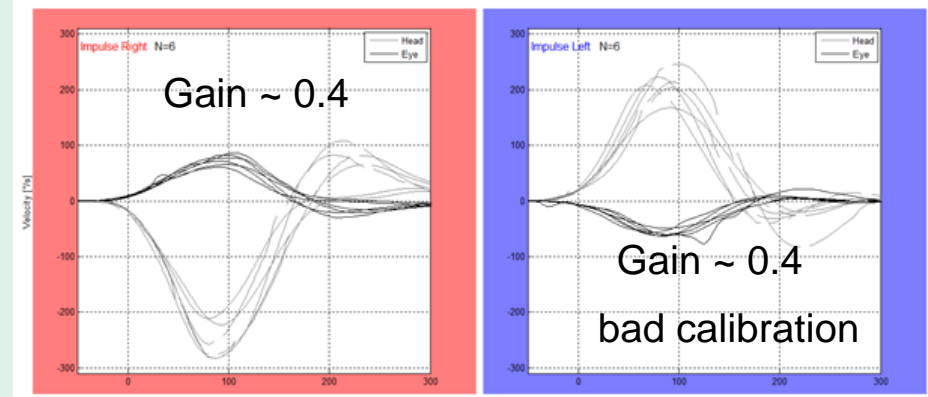 Impulse Right N=6
Head
Eye
Gain ~ 0.4
Velocity [°/s]
300
200
100
0
-100
-200
-300
0 100 200 300
Impulse Left N=6
Head
Eye
300
200
100
0
-100
-200
-300
Gain ~ 0.4
bad calibration
0 100 200 300